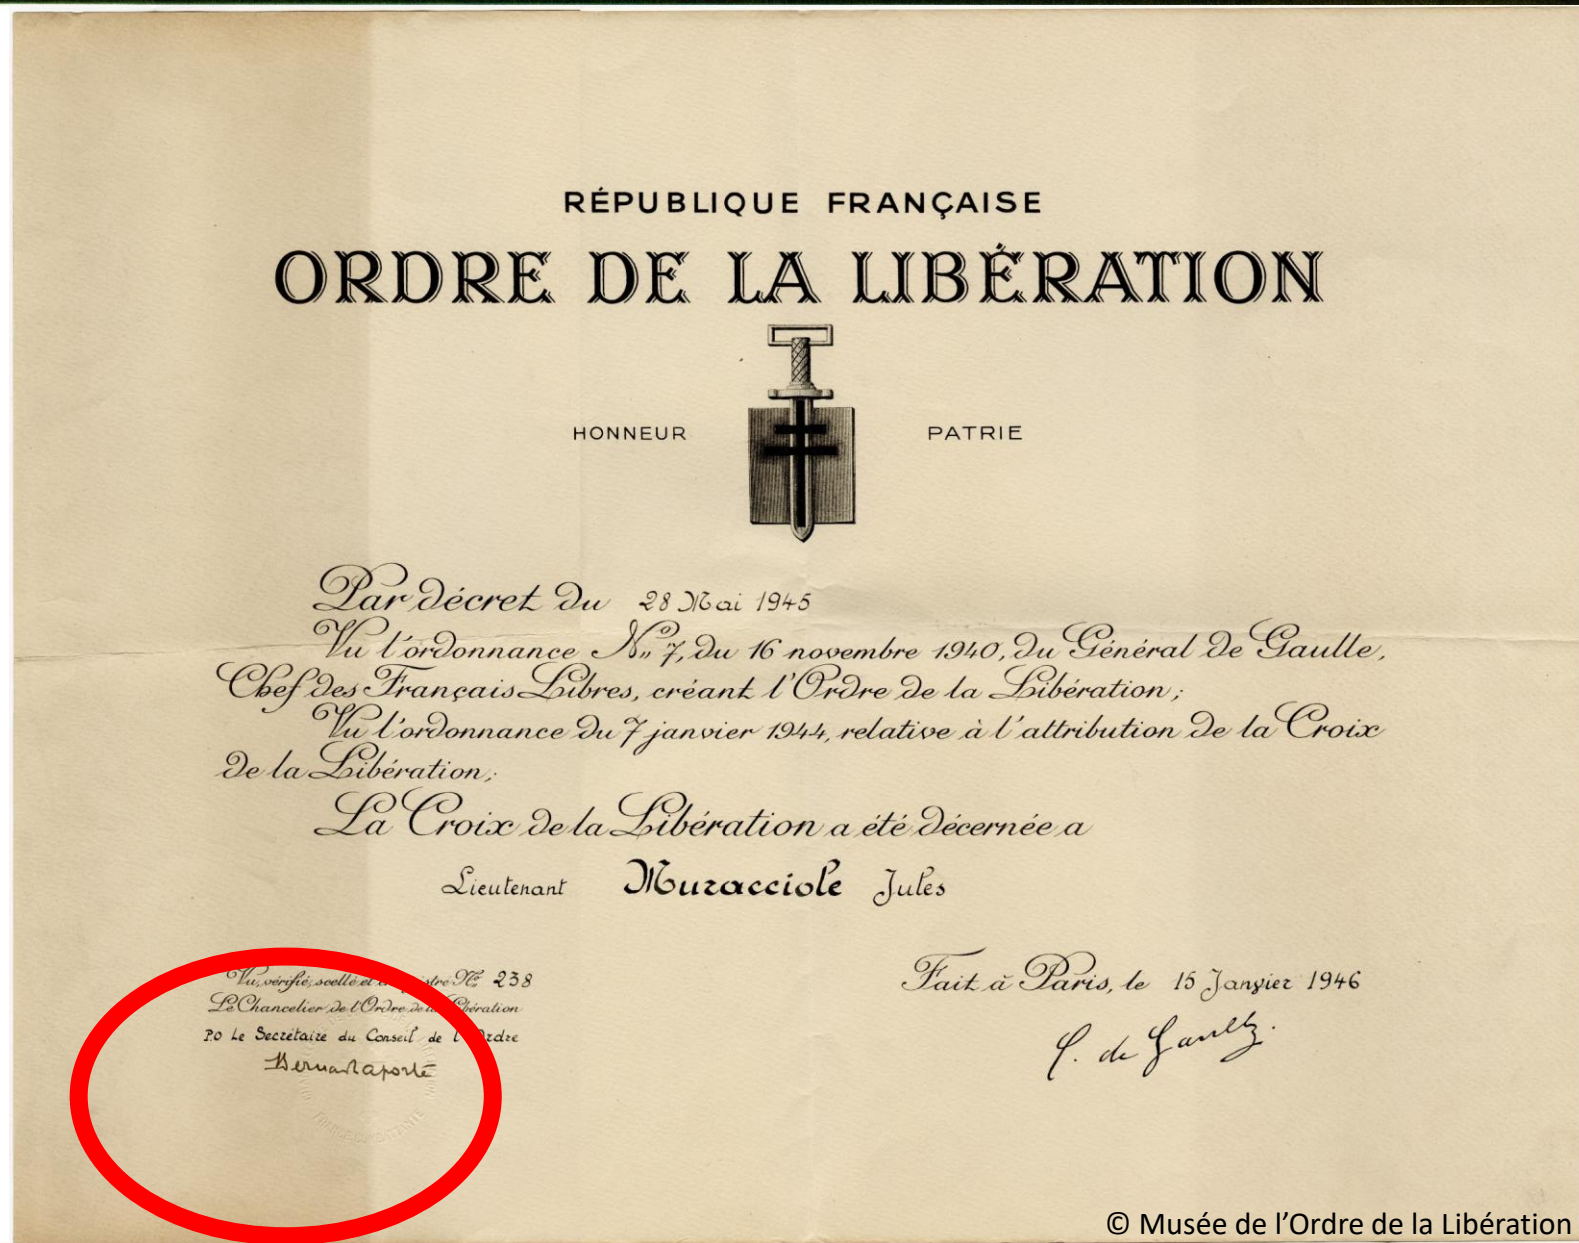 RÉPUBLIQUE FRANÇAISE
ORDRE DE LA LIBÉRATION
HONNEUR PATRIE
Par décret du 28 Mai 1945
Vu l'ordonnance No 7, du 16 novembre 1940, du Général de Gaulle,
Chef des Français Libres, créant l'Ordre de la Libération;
Vu l'ordonnance du 7 janvier 1944, relative à l'attribution de la Croix
de la Libération;
La Croix de la Libération a été décernée a
Lieutenant Muracciole Jules
Vu, vérifié, scellé et enregistré No 238
Le Chancelier de l'Ordre de la Libération
P.O Le Secrétaire du Conseil de l'Ordre
Fait à Paris, le 15 Janvier 1946
C. de Gaulle.
© Musée de l'Ordre de la Libération